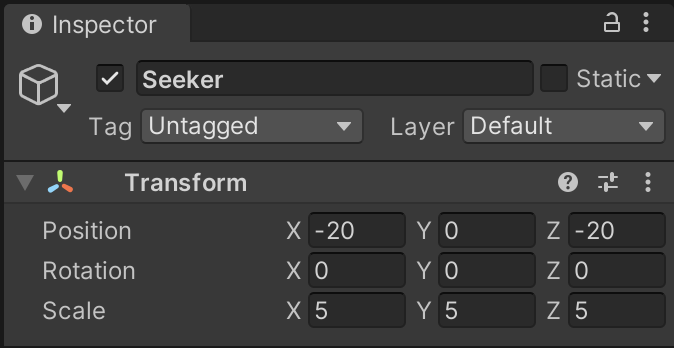 Inspector
Seeker Static
Tag Untagged Layer Default
Transform
Position X -20 Y 0 Z -20
Rotation X 0 Y 0 Z 0
Scale X 5 Y 5 Z 5